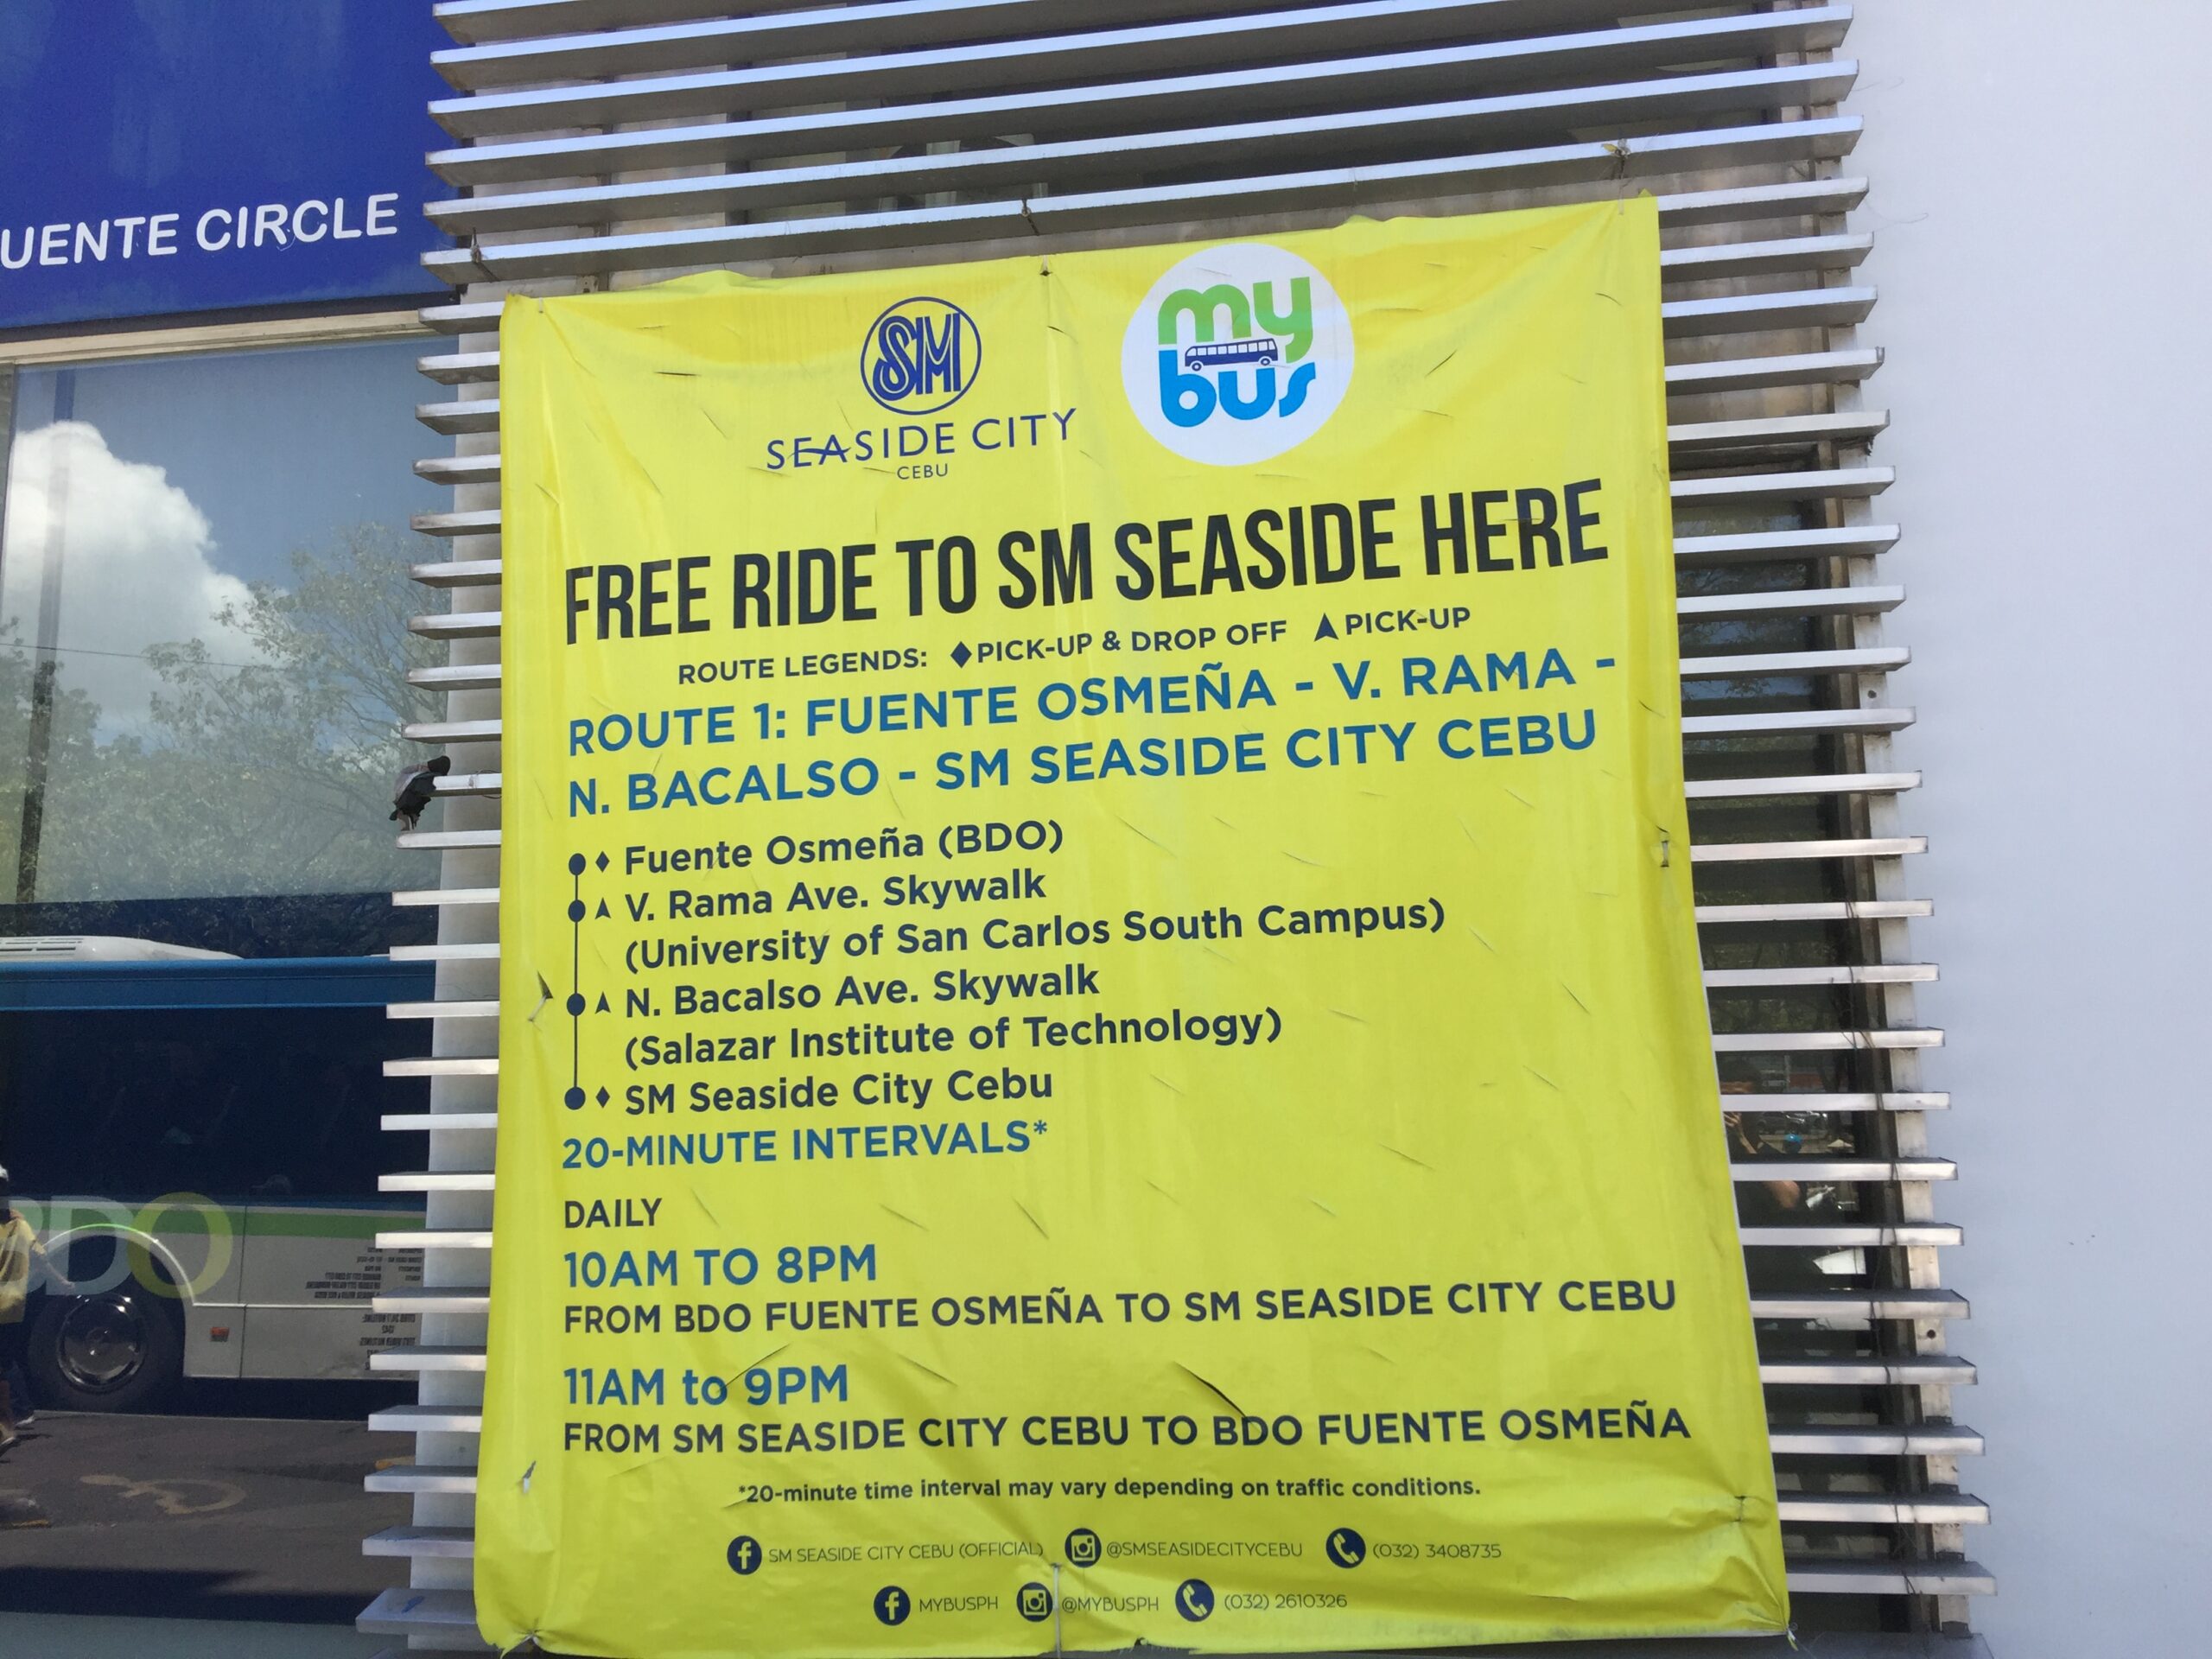 UENTE CIRCLE
SM
SEASIDE CITY
CEBU
my
bus
FREE RIDE TO SM SEASIDE HERE
ROUTE LEGENDS: ♦PICK-UP & DROP OFF ▲PICK-UP
ROUTE 1: FUENTE OSMEÑA - V. RAMA -
N. BACALSO - SM SEASIDE CITY CEBU
Fuente Osmeña (BDO)
V. Rama Ave. Skywalk
(University of San Carlos South Campus)
N. Bacalso Ave. Skywalk
(Salazar Institute of Technology)
SM Seaside City Cebu
20-MINUTE INTERVALS*
DAILY
10AM TO 8PM
FROM BDO FUENTE OSMEÑA TO SM SEASIDE CITY CEBU
11AM to 9PM
FROM SM SEASIDE CITY CEBU TO BDO FUENTE OSMEÑA
*20-minute time interval may vary depending on traffic conditions.
SM SEASIDE CITY CEBU (OFFICIAL) @SMSEASIDECITYCEBU (032) 3408735
MYBUSPH @MYBUSPH (032) 2610326
BDO